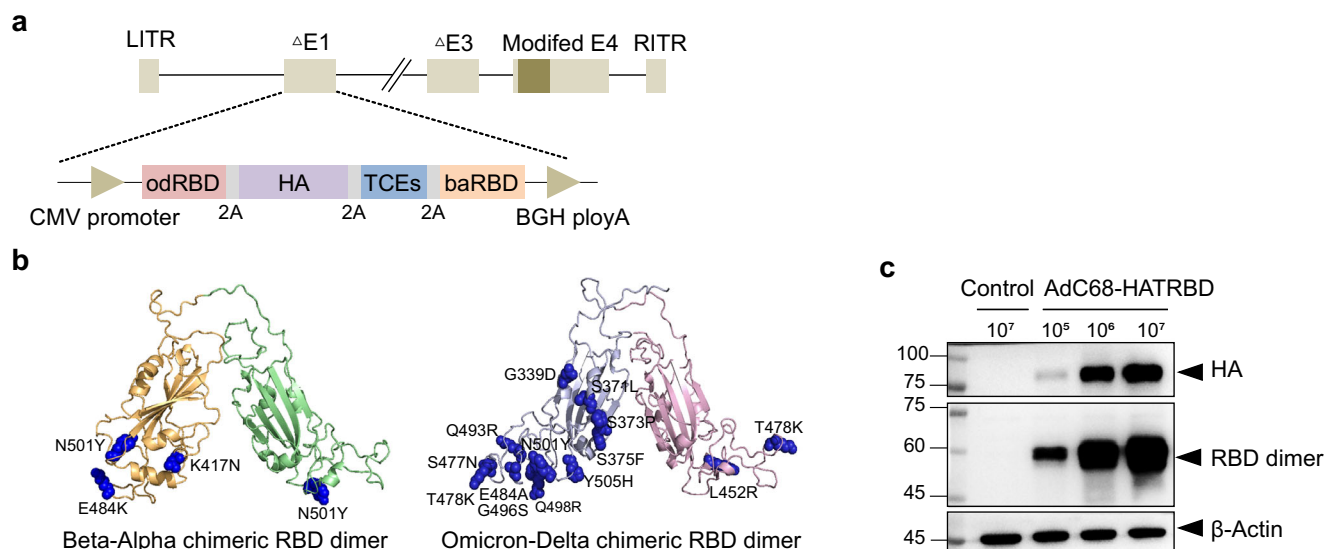 a
LITR
△E1
△E3
Modifed E4
RITR
odRBD
HA
TCEs
baRBD
CMV promoter
2A
2A
2A
BGH ployA
b
N501Y
K417N
E484K
N501Y
Beta-Alpha chimeric RBD dimer
G339D
S371L
S373P
T478K
Q493R
N501Y
S375F
S477N
Y505H
L452R
T478K
E484A
G496S
Q498R
Omicron-Delta chimeric RBD dimer
c
Control AdC68-HATRBD
10⁷ 10⁵ 10⁶ 10⁷
100
75
HA
75
60
45
RBD dimer
45
β-Actin